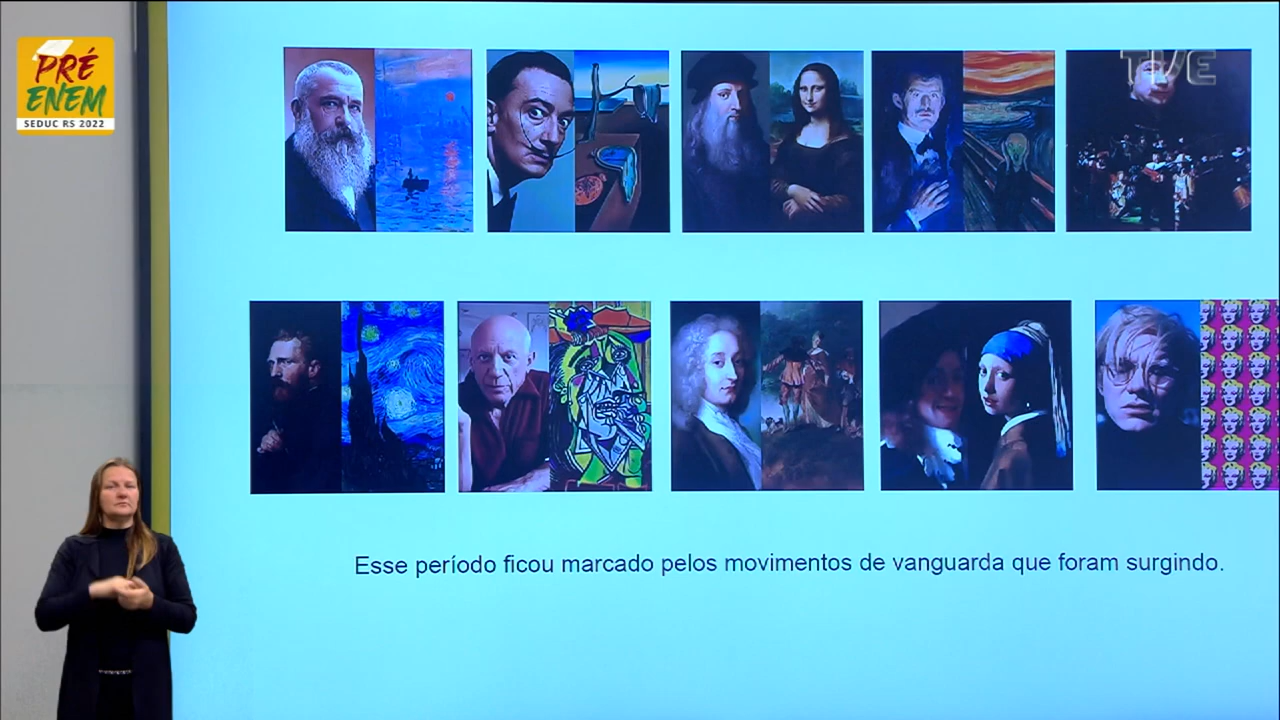 PRÉ
ENEM
SEDUC RS 2022
TVE
Esse período ficou marcado pelos movimentos de vanguarda que foram surgindo.